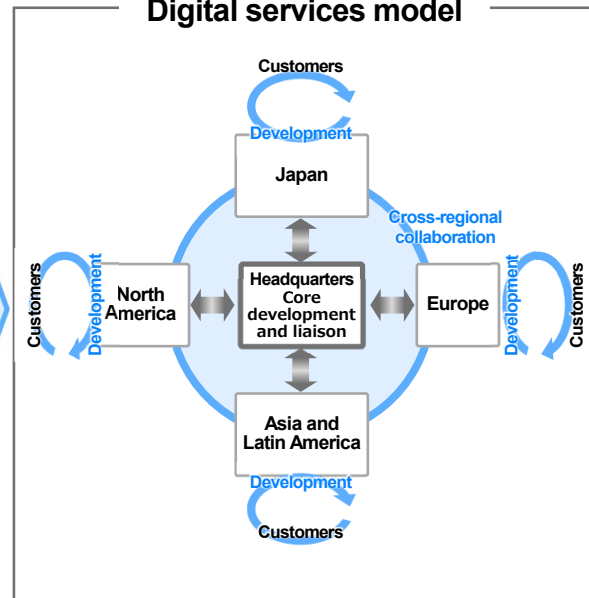 Digital services model
Customers
Development
Japan
Cross-regional
collaboration
Customers
Development
North
America
Headquarters
Core
development
and liaison
Europe
Development
Customers
Asia and
Latin America
Development
Customers